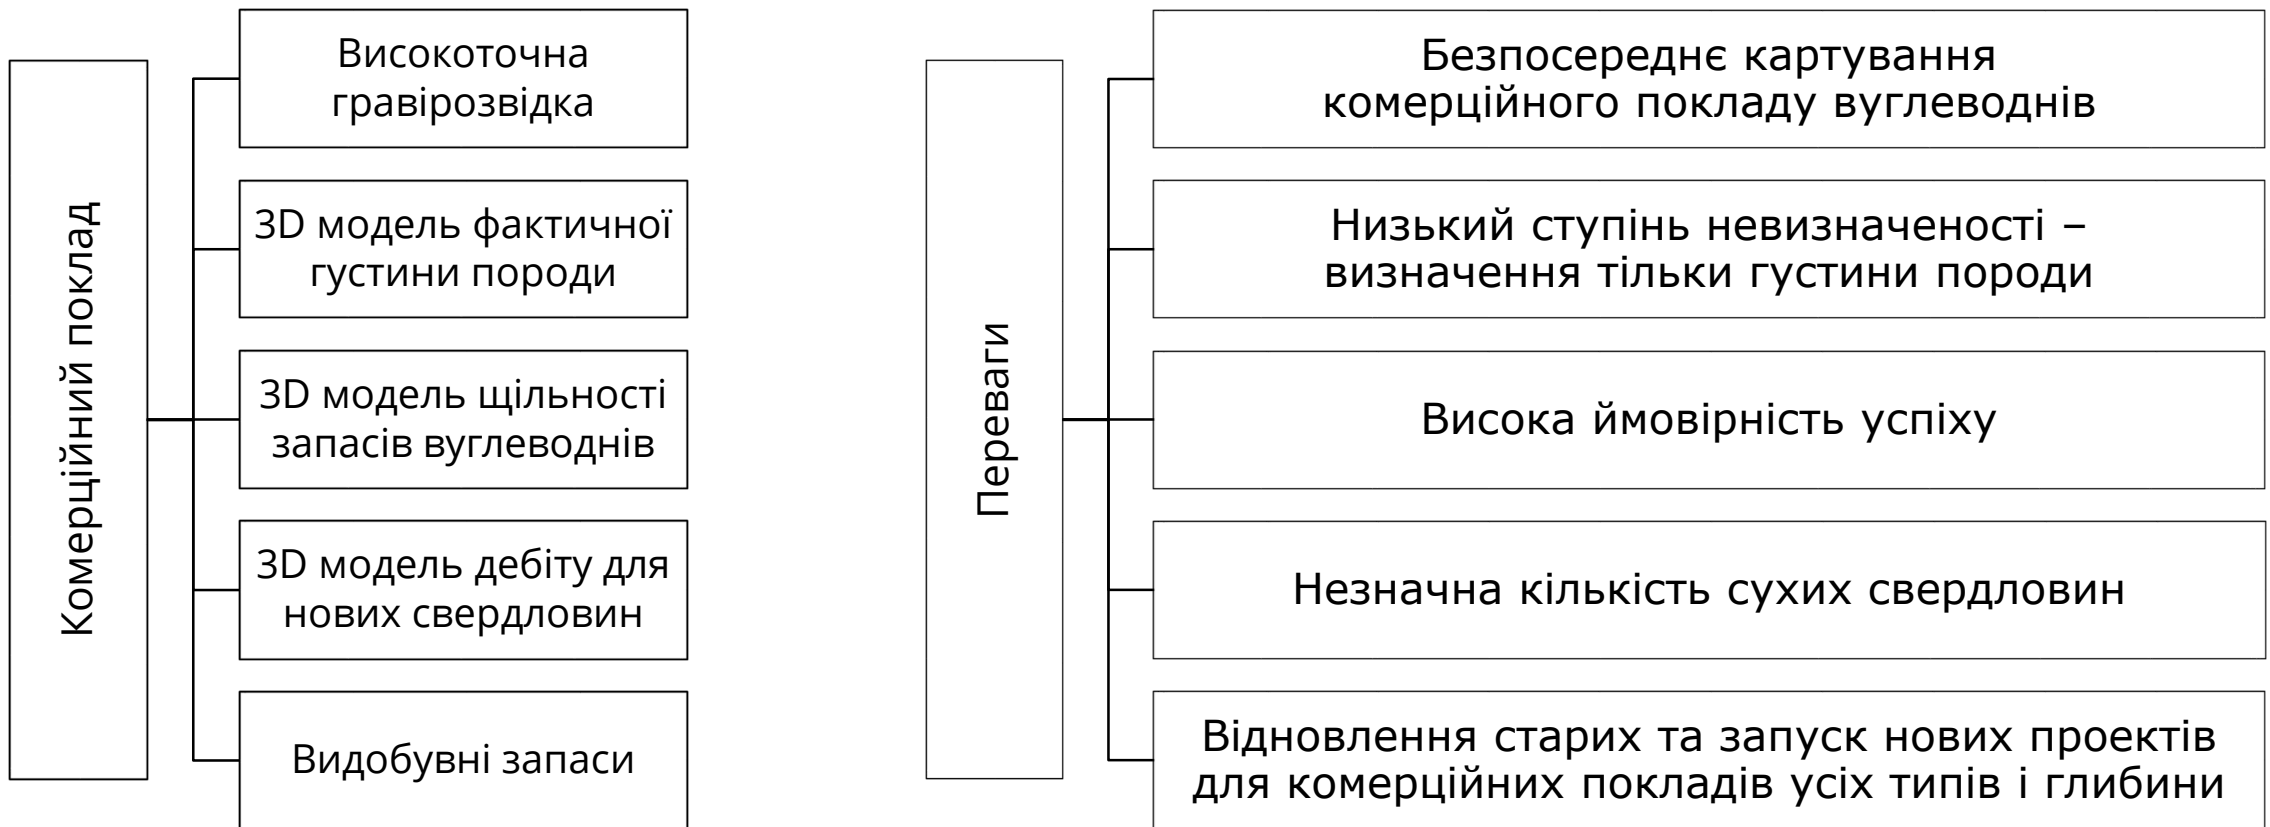 Комерційний поклад
Високоточна
гравірозвідка
3D модель фактичної
густини породи
3D модель щільності
запасів вуглеводнів
3D модель дебіту для
нових свердловин
Видобувні запаси
Переваги
Безпосереднє картування
комерційного покладу вуглеводнів
Низький ступінь невизначеності –
визначення тільки густини породи
Висока ймовірність успіху
Незначна кількість сухих свердловин
Відновлення старих та запуск нових проектів
для комерційних покладів усіх типів і глибини